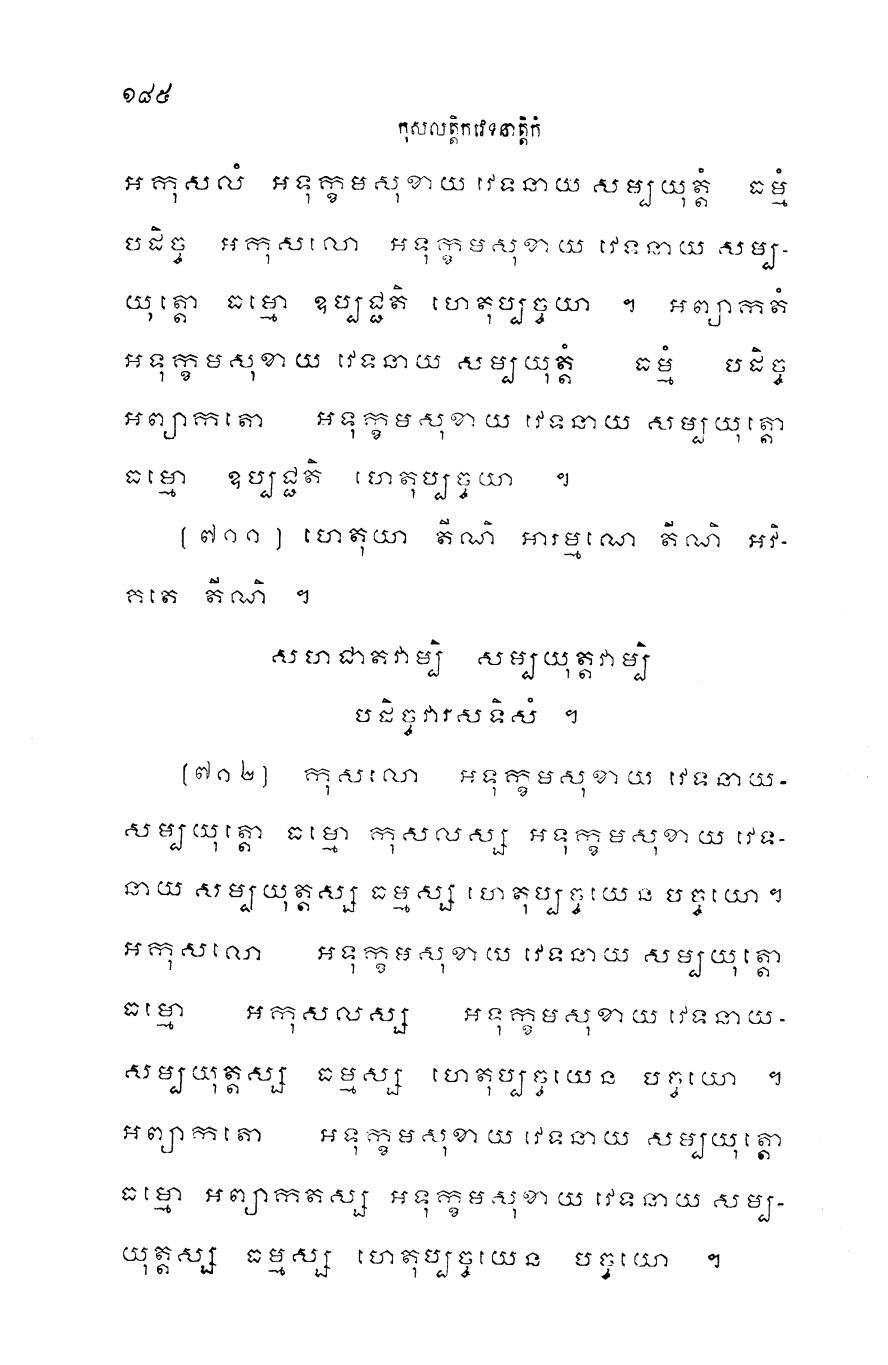 ១៨៥
កុសលត្តិកវេទនាត្តិកំ
អកុសលំ អទុក្ខមសុខាយ វេទនាយ សម្បយុត្តំ ធម្មំ
បដិច្ច អកុសលោ អទុក្ខមសុខាយ វេទនាយ សម្ប-
យុត្តោ ធម្មោ ឧប្បជ្ជតិ ហេតុប្បច្ចយា ។ អព្យាកតំ
អទុក្ខមសុខាយ វេទនាយ សម្បយុត្តំ ធម្មំ បដិច្ច
អព្យាកតោ អទុក្ខមសុខាយ វេទនាយ សម្បយុត្តោ
ធម្មោ ឧប្បជ្ជតិ ហេតុប្បច្ចយា ។
[៧០១] ហេតុយា តីណិ អារម្មណេ តីណិ អវិ-
កតេ តីណិ ។
សហជាតវាម្បិ សម្បយុត្តវាម្បិ
បដិច្ចវារសទិសំ ។
[៧០២] កុសលោ អទុក្ខមសុខាយ វេទនាយ-
សម្បយុត្តោ ធម្មោ កុសលស្ស អទុក្ខមសុខាយ វេទ-
នាយ សម្បយុត្តស្ស ធម្មស្ស ហេតុប្បច្ចយេន បច្ចយោ ។
អកុសលោ អទុក្ខមសុខាយ វេទនាយ សម្បយុត្តោ
ធម្មោ អកុសលស្ស អទុក្ខមសុខាយ វេទនាយ-
សម្បយុត្តស្ស ធម្មស្ស ហេតុប្បច្ចយេន បច្ចយោ ។
អព្យាកតោ អទុក្ខមសុខាយ វេទនាយ សម្បយុត្តោ
ធម្មោ អព្យាកតស្ស អទុក្ខមសុខាយ វេទនាយ សម្ប-
យុត្តស្ស ធម្មស្ស ហេតុប្បច្ចយេន បច្ចយោ ។